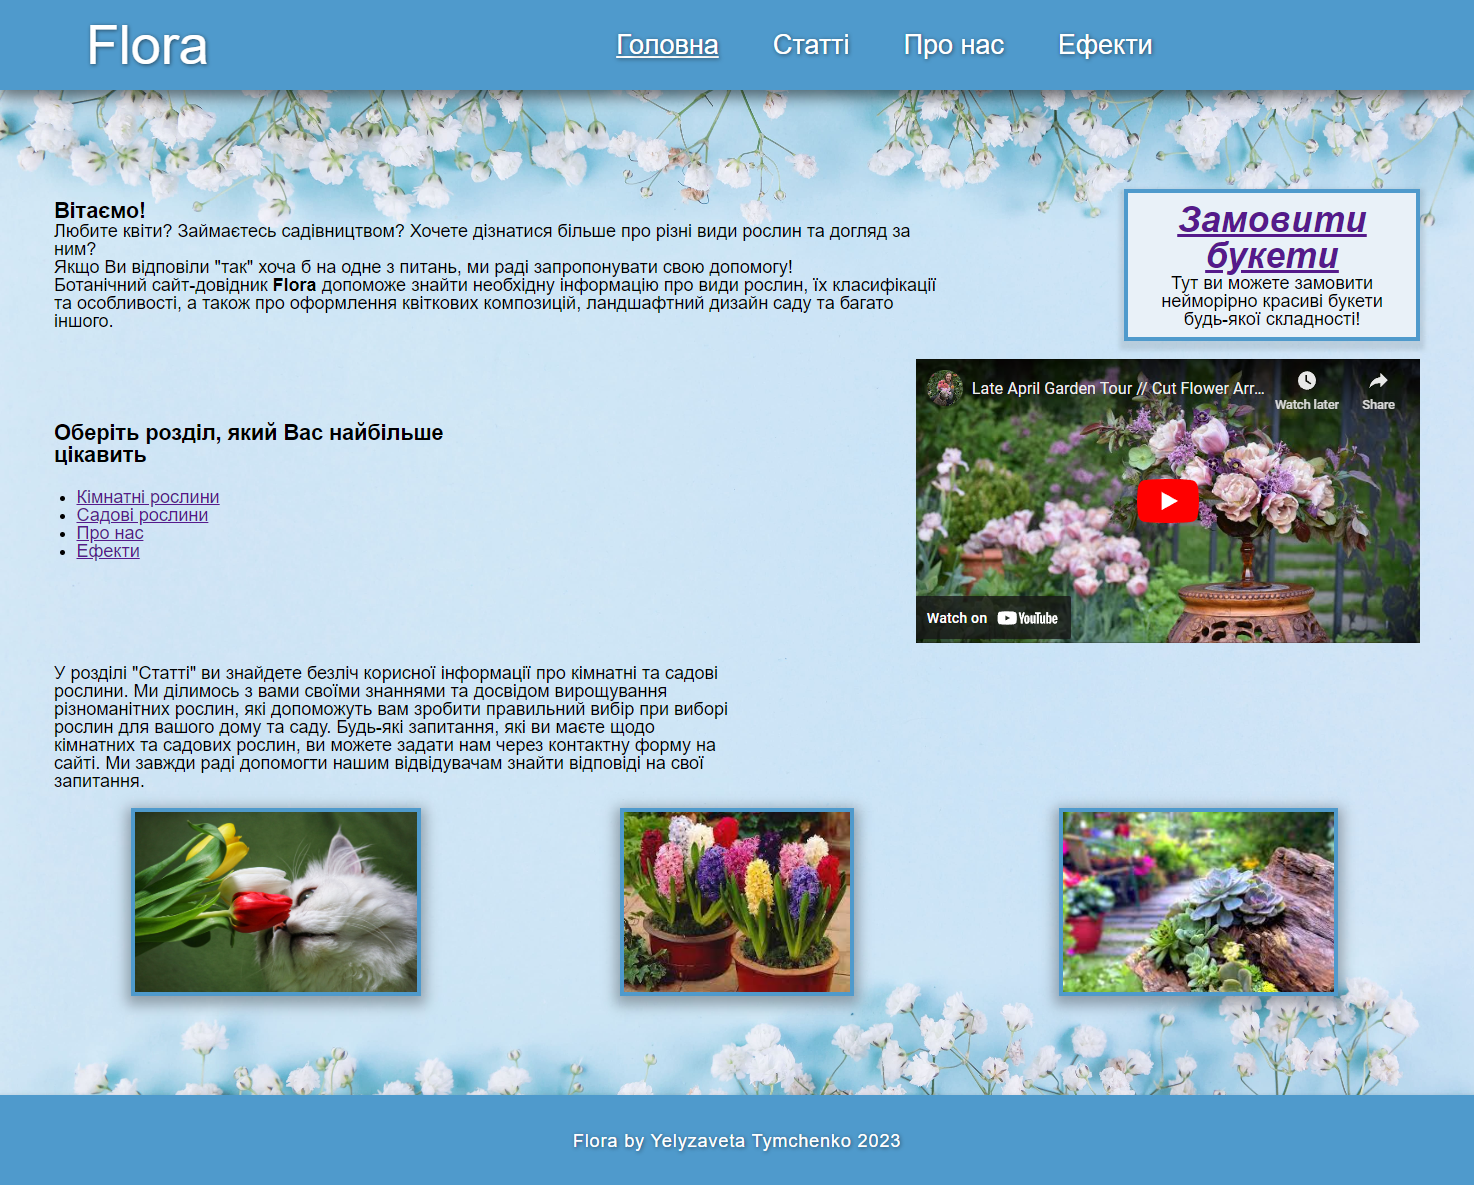 Flora
Головна Статті Про нас Ефекти
Вітаємо!
Любите квіти? Займаєтесь садівництвом? Хочете дізнатися більше про різні види рослин та догляд за
ним?
Якщо Ви відповіли "так" хоча б на одне з питань, ми раді запропонувати свою допомогу!
Ботанічний сайт-довідник Flora допоможе знайти необхідну інформацію про види рослин, їх класифікації
та особливості, а також про оформлення квіткових композицій, ландшафтний дизайн саду та багато
іншого.
Замовити
букети
Тут ви можете замовити
нейморірно красиві букети
будь-якої складності!
Late April Garden Tour // Cut Flower Arr...
Watch later
Share
Watch on YouTube
Оберіть розділ, який Вас найбільше
цікавить
Кімнатні рослини
Садові рослини
Про нас
Ефекти
У розділі "Статті" ви знайдете безліч корисної інформації про кімнатні та садові
рослини. Ми ділимось з вами своїми знаннями та досвідом вирощування
різноманітних рослин, які допоможуть вам зробити правильний вибір при виборі
рослин для вашого дому та саду. Будь-які запитання, які ви маєте щодо
кімнатних та садових рослин, ви можете задати нам через контактну форму на
сайті. Ми завжди раді допомогти нашим відвідувачам знайти відповіді на свої
запитання.
Flora by Yelyzaveta Tymchenko 2023